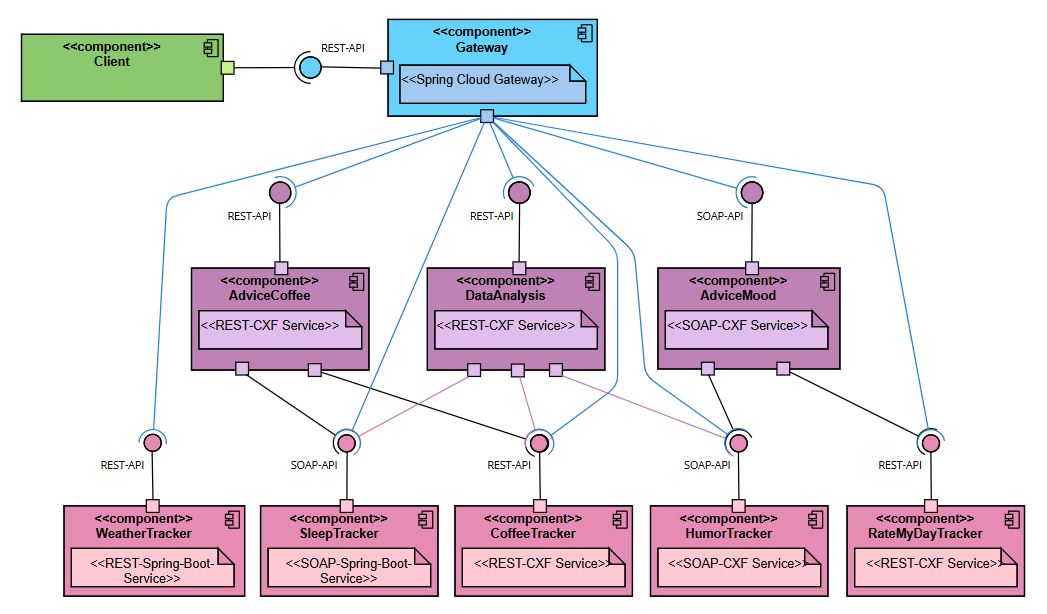 <<component>>
Client
REST-API
<<component>>
Gateway
<<Spring Cloud Gateway>>
REST-API
REST-API
SOAP-API
<<component>>
AdviceCoffee
<<REST-CXF Service>>
<<component>>
DataAnalysis
<<REST-CXF Service>>
<<component>>
AdviceMood
<<SOAP-CXF Service>>
REST-API
SOAP-API
REST-API
SOAP-API
REST-API
<<component>>
WeatherTracker
<<REST-Spring-Boot-
Service>>
<<component>>
SleepTracker
<<SOAP-Spring-Boot-
Service>>
<<component>>
CoffeeTracker
<<REST-CXF Service>>
<<component>>
HumorTracker
<<SOAP-CXF Service>>
<<component>>
RateMyDayTracker
<<REST-CXF Service>>